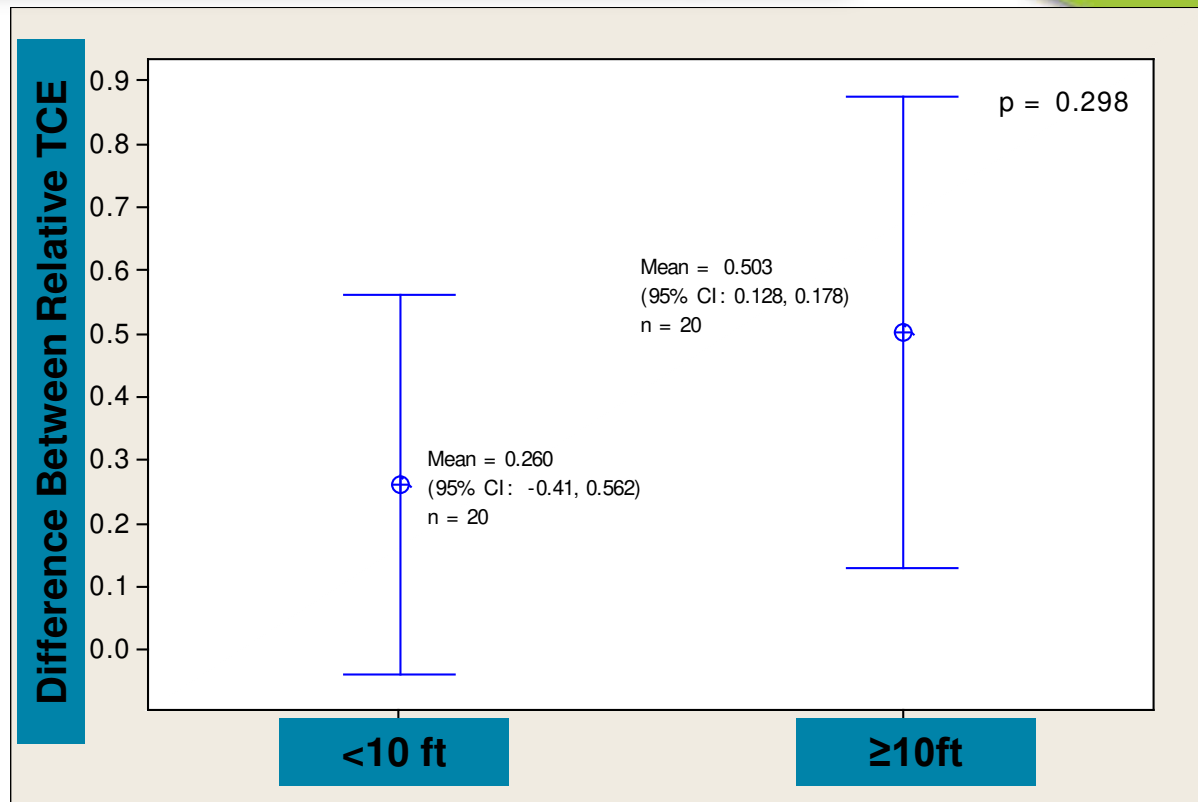 Difference Between Relative TCE
0.9
0.8
0.7
0.6
0.5
0.4
0.3
0.2
0.1
0.0
p = 0.298
Mean = 0.503
(95% CI: 0.128, 0.178)
n = 20
Mean = 0.260
(95% CI: -0.41, 0.562)
n = 20
<10 ft
≥10ft